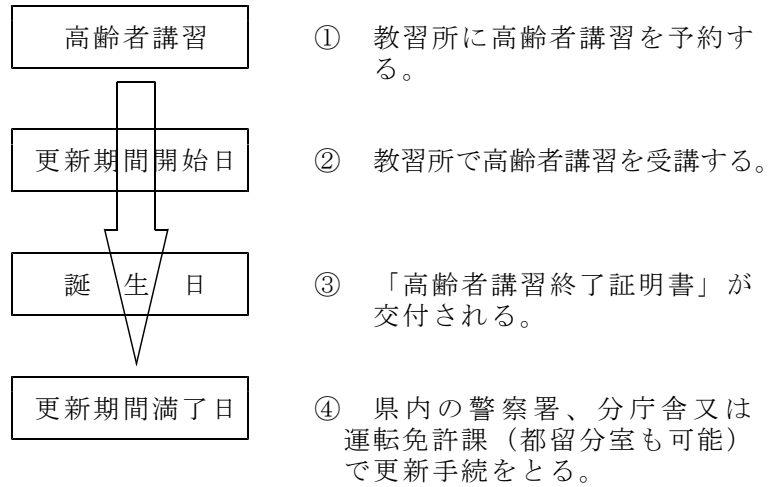 高齢者講習
① 教習所に高齢者講習を予約す
る。
更新期間開始日
② 教習所で高齢者講習を受講する。
誕 生 日
③ 「高齢者講習終了証明書」が
交付される。
更新期間満了日
④ 県内の警察署、分庁舎又は
運転免許課(都留分室も可能)
で更新手続をとる。